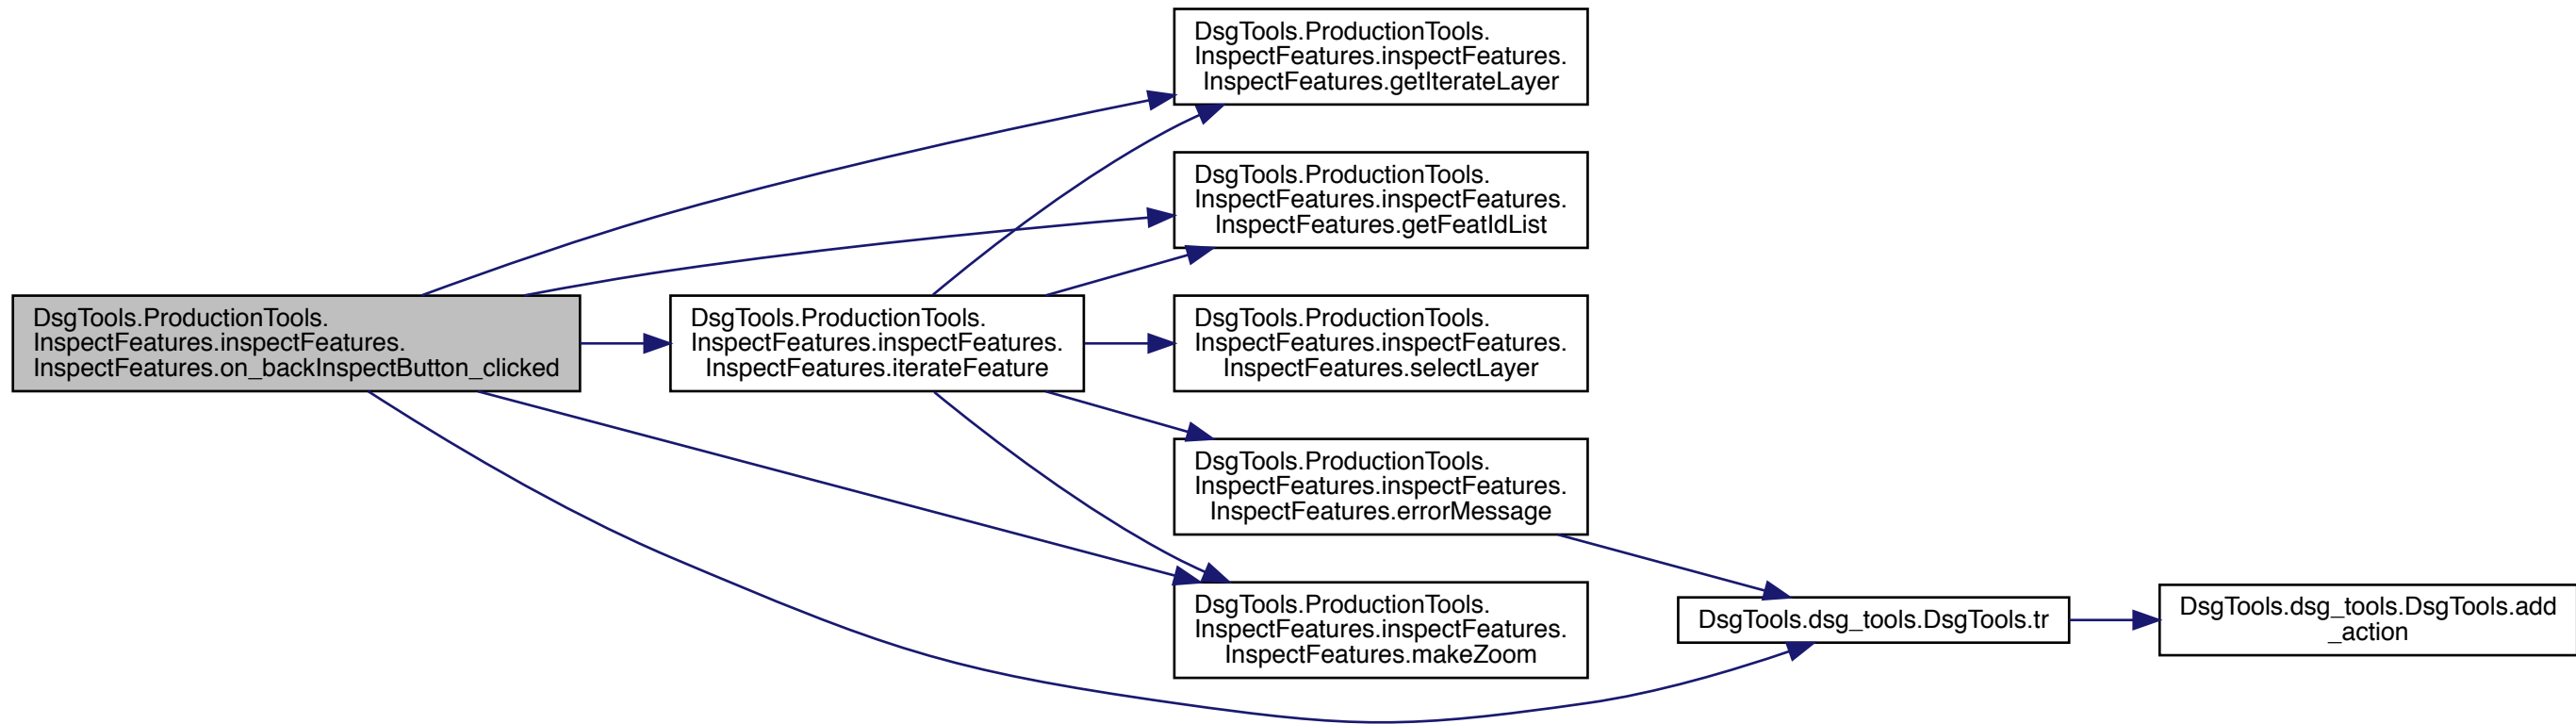 DsgTools.ProductionTools.
InspectFeatures.inspectFeatures.
InspectFeatures.getIterateLayer
DsgTools.ProductionTools.
InspectFeatures.inspectFeatures.
InspectFeatures.getFeatIdList
DsgTools.ProductionTools.
InspectFeatures.inspectFeatures.
InspectFeatures.on_backInspectButton_clicked
DsgTools.ProductionTools.
InspectFeatures.inspectFeatures.
InspectFeatures.iterateFeature
DsgTools.ProductionTools.
InspectFeatures.inspectFeatures.
InspectFeatures.selectLayer
DsgTools.ProductionTools.
InspectFeatures.inspectFeatures.
InspectFeatures.errorMessage
DsgTools.ProductionTools.
InspectFeatures.inspectFeatures.
InspectFeatures.makeZoom
DsgTools.dsg_tools.DsgTools.tr
DsgTools.dsg_tools.DsgTools.add
_action